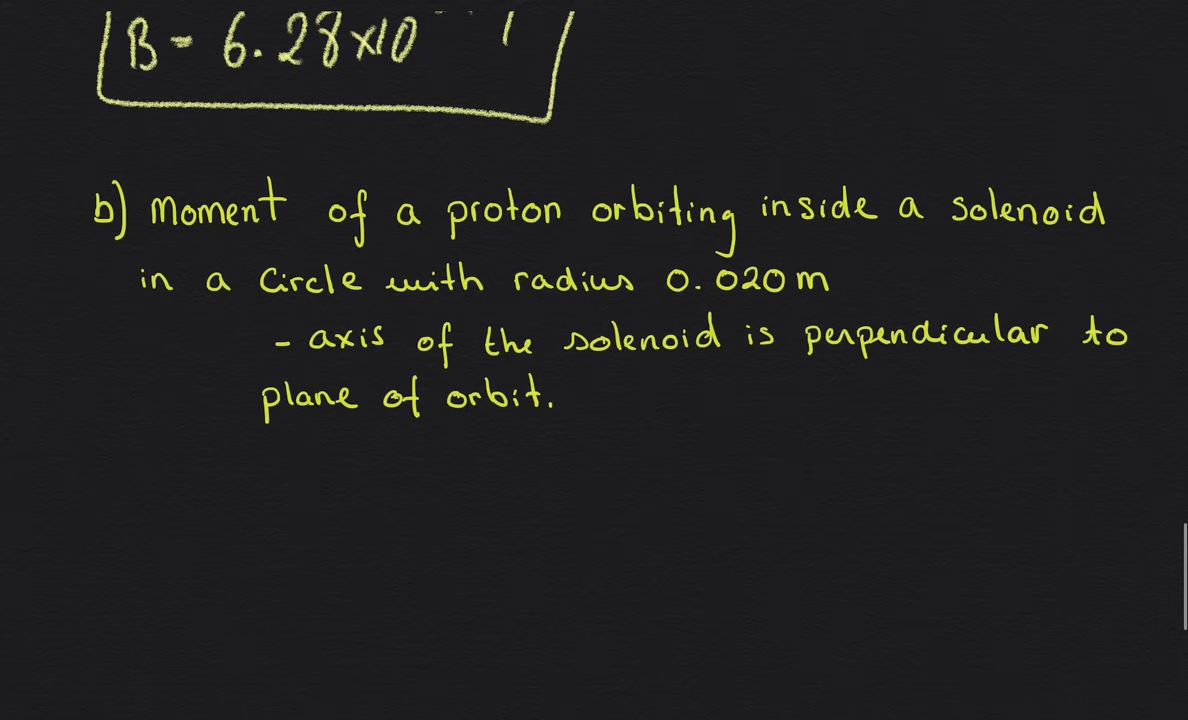 B = 6.28×10
b) Moment of a proton orbiting inside a solenoid
in a circle with radius 0.020 m
- axis of the solenoid is perpendicular to
plane of orbit.